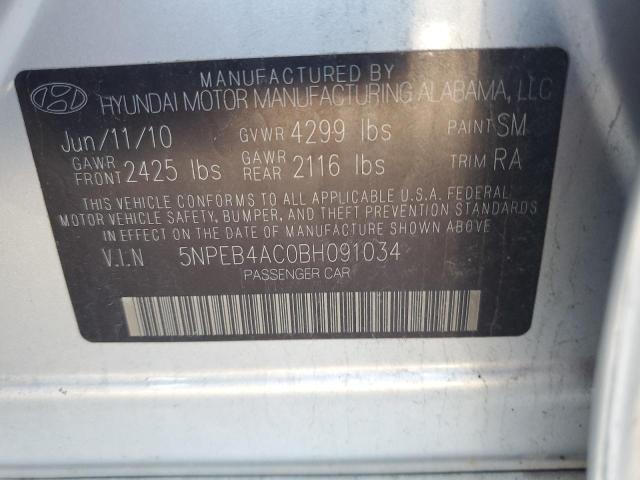 MANUFACTURED BY
HYUNDAI MOTOR MANUFACTURING ALABAMA, LLC
Jun/11/10 GVWR 4299 lbs PAINT SM
GAWR FRONT 2425 lbs GAWR REAR 2116 lbs TRIM RA
THIS VEHICLE CONFORMS TO ALL APPLICABLE U.S.A. FEDERAL
MOTOR VEHICLE SAFETY, BUMPER, AND THEFT PREVENTION
STANDARDS IN EFFECT ON THE DATE OF MANUFACTURE SHOWN ABOVE
V.I.N 5NPEB4AC0BH091034
PASSENGER CAR